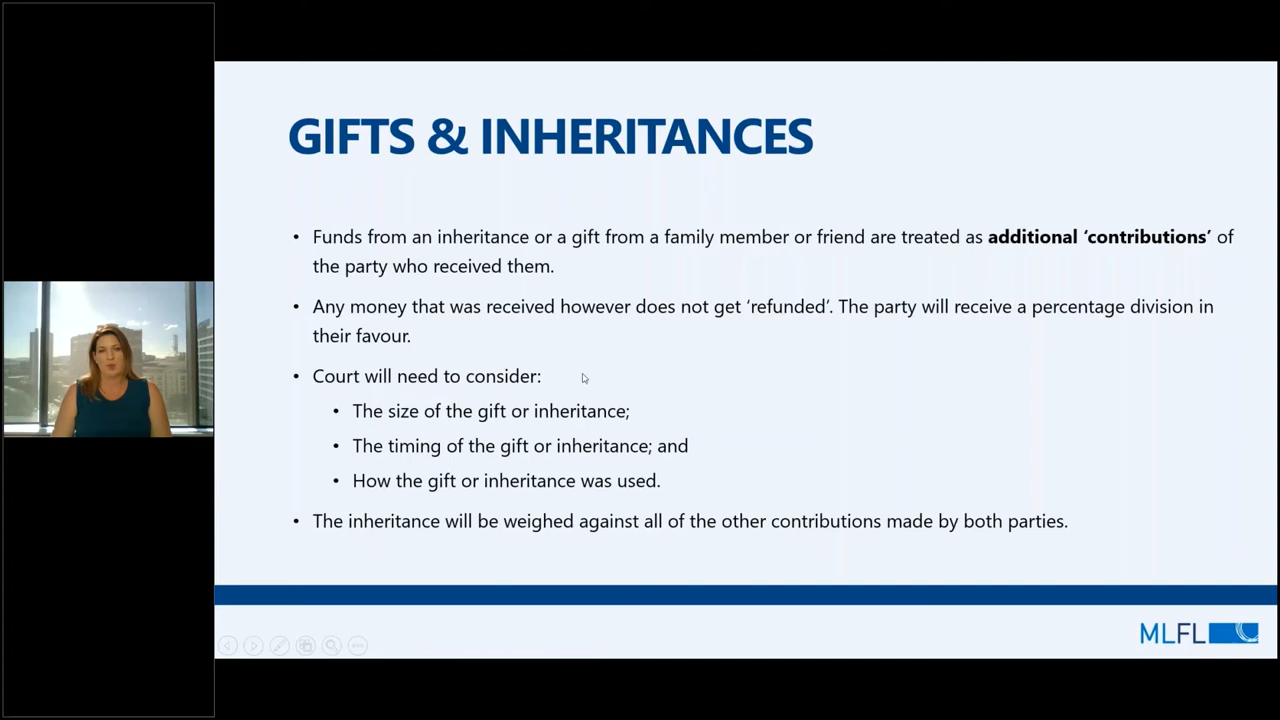 GIFTS & INHERITANCES
• Funds from an inheritance or a gift from a family member or friend are treated as additional ‘contributions’ of
the party who received them.
• Any money that was received however does not get ‘refunded’. The party will receive a percentage division in
their favour.
• Court will need to consider:
• The size of the gift or inheritance;
• The timing of the gift or inheritance; and
• How the gift or inheritance was used.
• The inheritance will be weighed against all of the other contributions made by both parties.
MLFL